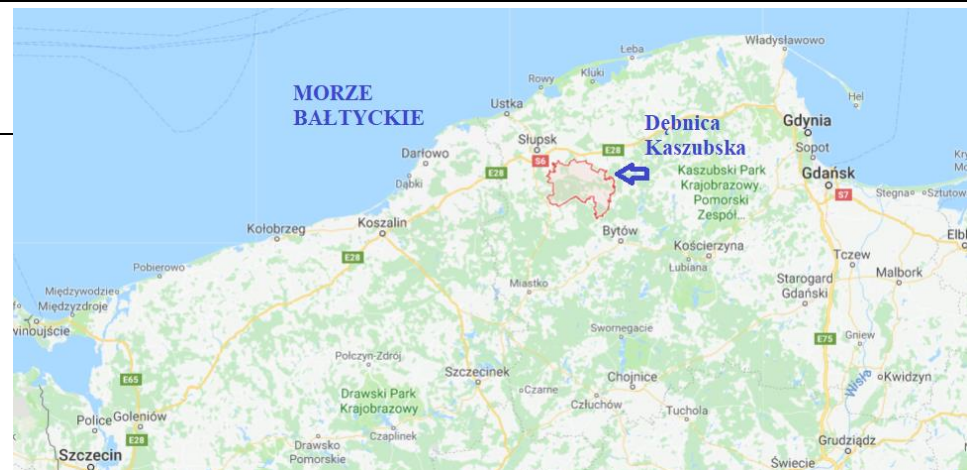 Władysławowo
Łeba
Kluki
Rowy
Hel
MORZE
BAŁTYCKIE
Ustka
Gdynia
Dębnica
Kaszubska
Słupsk
E28
Sopot
Darłowo
S6
E28
Kaszubski Park
Krajobrazowy.
Pomorski
Zespół...
Gdańsk
Dąbki
S7
Stegna
Sztutow
Kołobrzeg
Koszalin
Bytów
Kościerzyna
Elbl
E28
Tczew
Łubiana
Malbork
Pobierowo
Miastko
Starogard
Gdański
Międzywodzie
Międzyzdroje
winoujście
Swornegacie
E75
Gniew
Połczyn-Zdrój
Szczecinek
Chojnice
Wisła
Kwidzyn
E65
Czarne
Drawski Park
Krajobrazowy
Człuchów
Tuchola
Police
Goleniów
E28
Czaplinek
Drawsko
Pomorskie
Grudziądz
Szczecin
Świecie